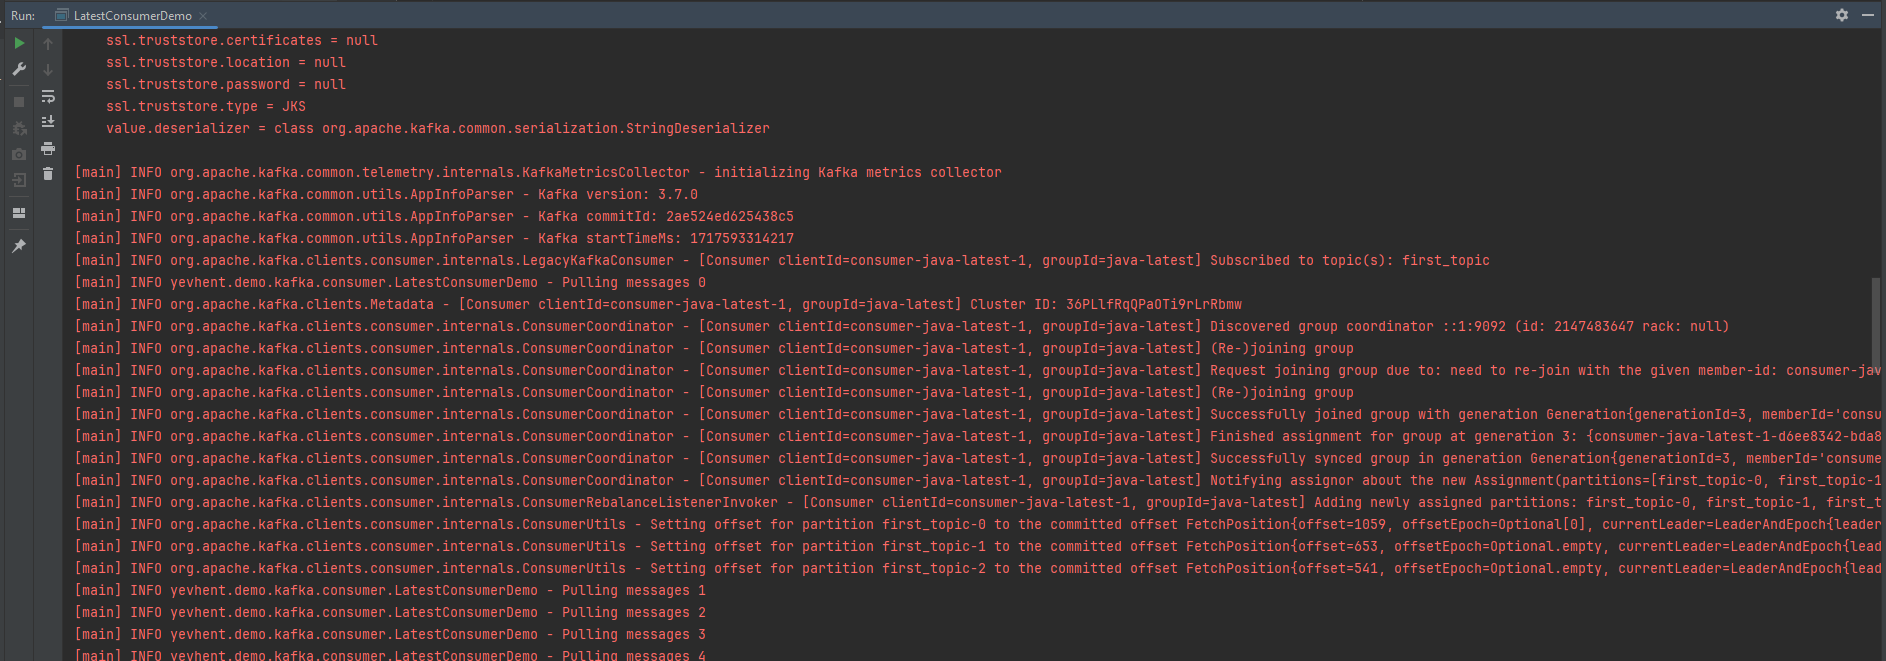 Run: LatestConsumerDemo
ssl.truststore.certificates = null
ssl.truststore.location = null
ssl.truststore.password = null
ssl.truststore.type = JKS
value.deserializer = class org.apache.kafka.common.serialization.StringDeserializer
[main] INFO org.apache.kafka.common.telemetry.internals.KafkaMetricsCollector - initializing Kafka metrics collector
[main] INFO org.apache.kafka.common.utils.AppInfoParser - Kafka version: 3.7.0
[main] INFO org.apache.kafka.common.utils.AppInfoParser - Kafka commitId: 2ae524ed625438c5
[main] INFO org.apache.kafka.common.utils.AppInfoParser - Kafka startTimeMs: 1717593314217
[main] INFO org.apache.kafka.clients.consumer.internals.LegacyKafkaConsumer - [Consumer clientId=consumer-java-latest-1, groupId=java-latest] Subscribed to topic(s): first_topic
[main] INFO yevhent.demo.kafka.consumer.LatestConsumerDemo - Pulling messages 0
[main] INFO org.apache.kafka.clients.Metadata - [Consumer clientId=consumer-java-latest-1, groupId=java-latest] Cluster ID: 36PLlfRqQPaOTi9rLrRbmw
[main] INFO org.apache.kafka.clients.consumer.internals.ConsumerCoordinator - [Consumer clientId=consumer-java-latest-1, groupId=java-latest] Discovered group coordinator ::1:9092 (id: 2147483647 rack: null)
[main] INFO org.apache.kafka.clients.consumer.internals.ConsumerCoordinator - [Consumer clientId=consumer-java-latest-1, groupId=java-latest] (Re-)joining group
[main] INFO org.apache.kafka.clients.consumer.internals.ConsumerCoordinator - [Consumer clientId=consumer-java-latest-1, groupId=java-latest] Request joining group due to: need to re-join with the given member-id: consumer-jav
[main] INFO org.apache.kafka.clients.consumer.internals.ConsumerCoordinator - [Consumer clientId=consumer-java-latest-1, groupId=java-latest] (Re-)joining group
[main] INFO org.apache.kafka.clients.consumer.internals.ConsumerCoordinator - [Consumer clientId=consumer-java-latest-1, groupId=java-latest] Successfully joined group with generation Generation{generationId=3, memberId='consu
[main] INFO org.apache.kafka.clients.consumer.internals.ConsumerCoordinator - [Consumer clientId=consumer-java-latest-1, groupId=java-latest] Finished assignment for group at generation 3: {consumer-java-latest-1-d6ee8342-bda8
[main] INFO org.apache.kafka.clients.consumer.internals.ConsumerCoordinator - [Consumer clientId=consumer-java-latest-1, groupId=java-latest] Successfully synced group in generation Generation{generationId=3, memberId='consume
[main] INFO org.apache.kafka.clients.consumer.internals.ConsumerCoordinator - [Consumer clientId=consumer-java-latest-1, groupId=java-latest] Notifying assignor about the new Assignment(partitions=[first_topic-0, first_topic-1
[main] INFO org.apache.kafka.clients.consumer.internals.ConsumerRebalanceListenerInvoker - [Consumer clientId=consumer-java-latest-1, groupId=java-latest] Adding newly assigned partitions: first_topic-0, first_topic-1, first_t
[main] INFO org.apache.kafka.clients.consumer.internals.ConsumerUtils - Setting offset for partition first_topic-0 to the committed offset FetchPosition{offset=1059, offsetEpoch=Optional[0], currentLeader=LeaderAndEpoch{leader
[main] INFO org.apache.kafka.clients.consumer.internals.ConsumerUtils - Setting offset for partition first_topic-1 to the committed offset FetchPosition{offset=653, offsetEpoch=Optional.empty, currentLeader=LeaderAndEpoch{lead
[main] INFO org.apache.kafka.clients.consumer.internals.ConsumerUtils - Setting offset for partition first_topic-2 to the committed offset FetchPosition{offset=541, offsetEpoch=Optional.empty, currentLeader=LeaderAndEpoch{lead
[main] INFO yevhent.demo.kafka.consumer.LatestConsumerDemo - Pulling messages 1
[main] INFO yevhent.demo.kafka.consumer.LatestConsumerDemo - Pulling messages 2
[main] INFO yevhent.demo.kafka.consumer.LatestConsumerDemo - Pulling messages 3
[main] INFO yevhent.demo.kafka.consumer.LatestConsumerDemo - Pulling messages 4